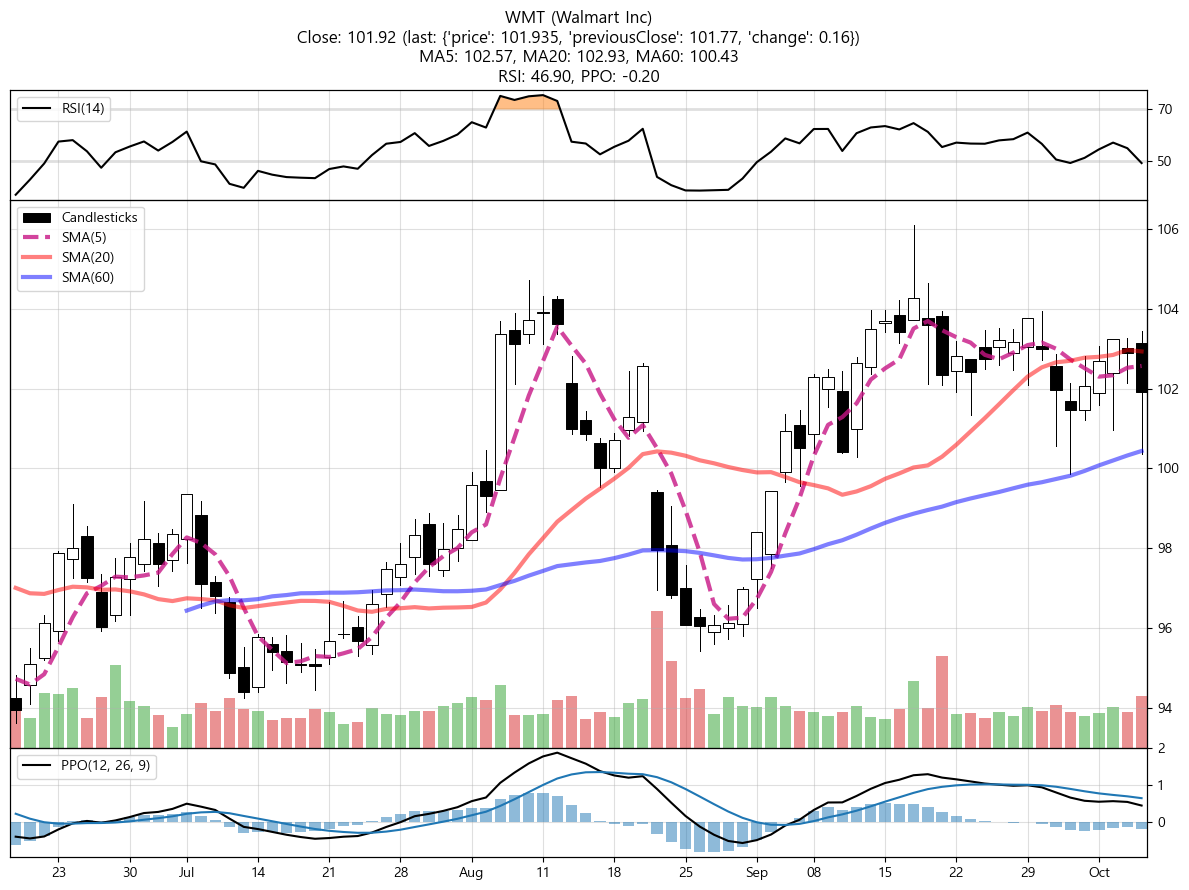 WMT (Walmart Inc)
Close: 101.92 (last: {'price': 101.935, 'previousClose': 101.77, 'change': 0.16})
MA5: 102.57, MA20: 102.93, MA60: 100.43
RSI: 46.90, PPO: -0.20
RSI(14)
70
50
Candlesticks
SMA(5)
SMA(20)
SMA(60)
106
104
102
100
98
96
94
PPO(12, 26, 9)
2
1
0
23 30 Jul 14 21 28 Aug 11 18 25 Sep 08 15 22 29 Oct